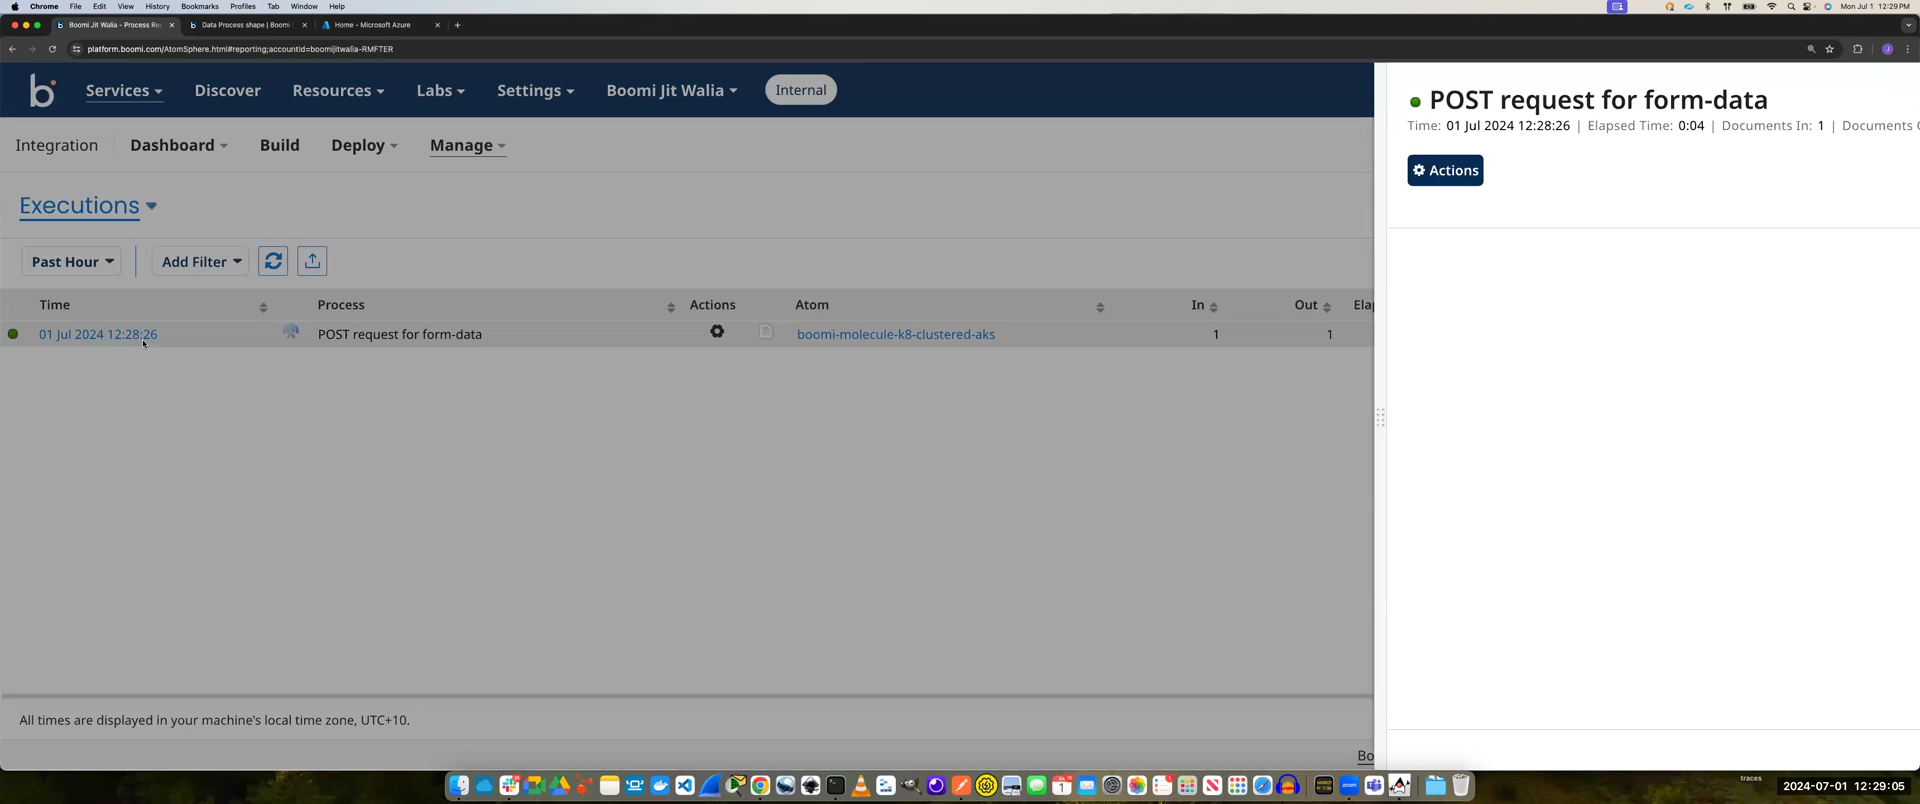 Chrome File Edit View History Bookmarks Profiles Tab Window Help
Mon Jul 1 12:29PM
Boomi Jit Walia - Process Re
Data Process shape | Boomi
Home - Microsoft Azure
platform.boomi.com/AtomSphere.html#reporting;accountId=boomijitwalia-RMFTER
b Services Discover Resources Labs Settings Boomi Jit Walia Internal
POST request for form-data
Time: 01 Jul 2024 12:28:26 | Elapsed Time: 0:04 | Documents In: 1 | Documents
Integration Dashboard Build Deploy Manage
Actions
Executions
Past Hour Add Filter
Time Process Actions Atom In Out
01 Jul 2024 12:28:26 POST request for form-data boomi-molecule-k8-clustered-aks 1 1
All times are displayed in your machine's local time zone, UTC+10.
Bo
traces
2024-07-01 12:29:05